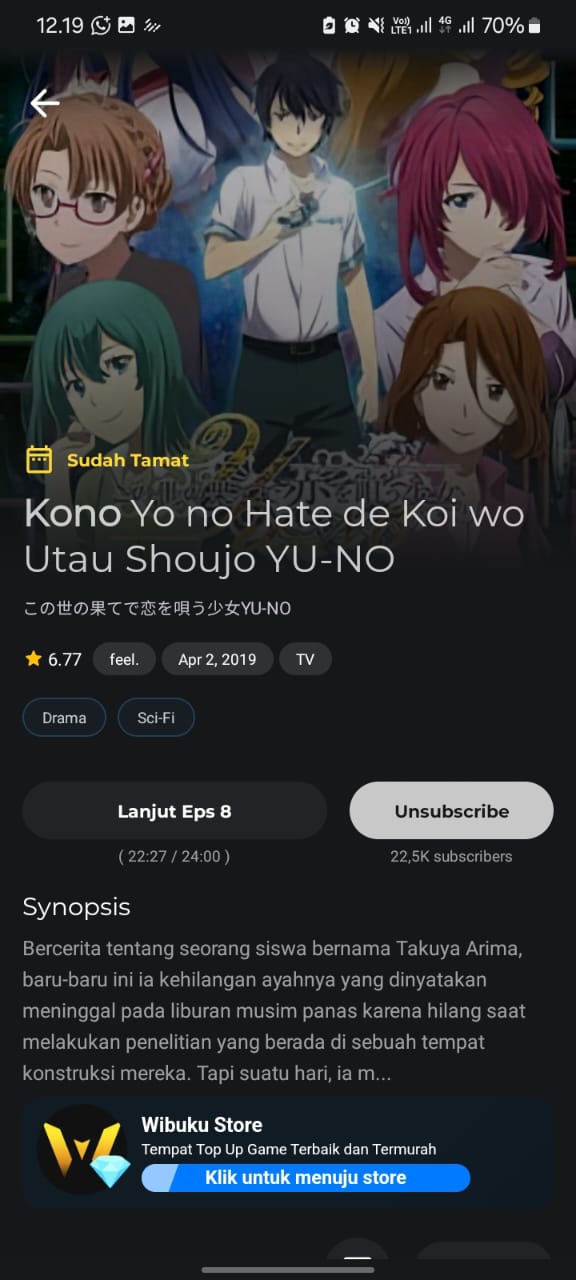 12.19
Vo))
LTE1
4G
70%
Sudah Tamat
Kono Yo no Hate de Koi wo
Utau Shoujo YU-NO
この世の果てで恋を唄う少女YU-NO
6.77
feel.
Apr 2, 2019
TV
Drama
Sci-Fi
Lanjut Eps 8
Unsubscribe
( 22:27 / 24:00 )
22,5K subscribers
Synopsis
Bercerita tentang seorang siswa bernama Takuya Arima,
baru-baru ini ia kehilangan ayahnya yang dinyatakan
meninggal pada liburan musim panas karena hilang saat
melakukan penelitian yang berada di sebuah tempat
konstruksi mereka. Tapi suatu hari, ia m...
Wibuku Store
Tempat Top Up Game Terbaik dan Termurah
Klik untuk menuju store